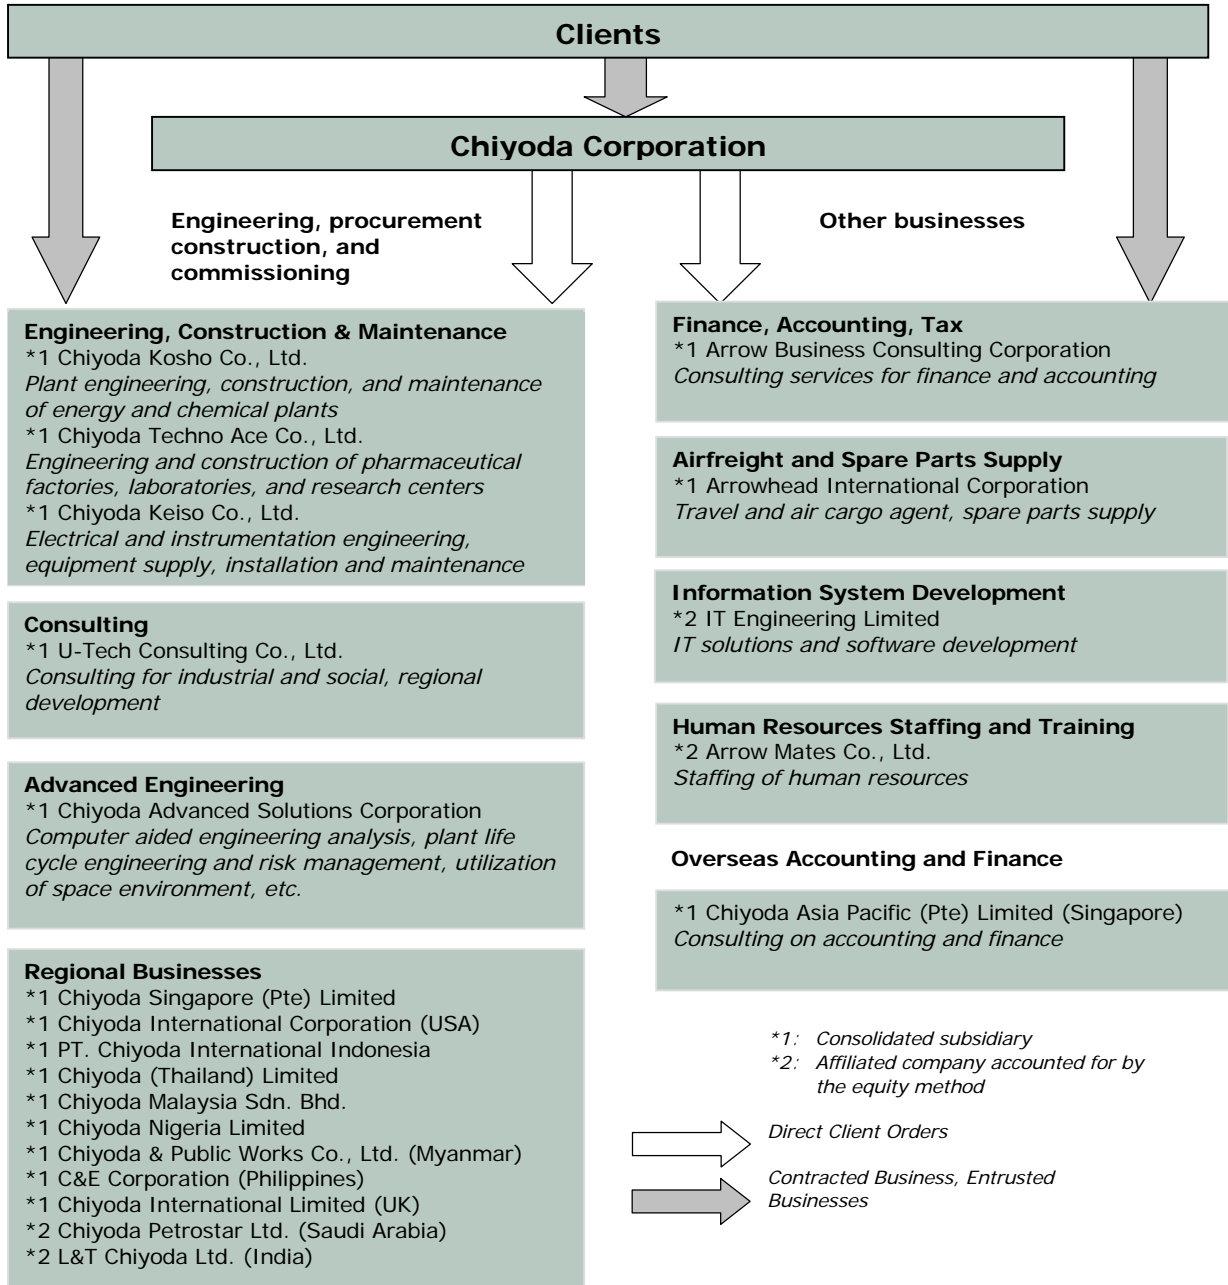 Clients
Chiyoda Corporation
Engineering, procurement
construction, and
commissioning
Other businesses
Engineering, Construction & Maintenance
*1 Chiyoda Kosho Co., Ltd.
Plant engineering, construction, and maintenance
of energy and chemical plants
*1 Chiyoda Techno Ace Co., Ltd.
Engineering and construction of pharmaceutical
factories, laboratories, and research centers
*1 Chiyoda Keiso Co., Ltd.
Electrical and instrumentation engineering,
equipment supply, installation and maintenance
Consulting
*1 U-Tech Consulting Co., Ltd.
Consulting for industrial and social, regional
development
Advanced Engineering
*1 Chiyoda Advanced Solutions Corporation
Computer aided engineering analysis, plant life
cycle engineering and risk management, utilization
of space environment, etc.
Regional Businesses
*1 Chiyoda Singapore (Pte) Limited
*1 Chiyoda International Corporation (USA)
*1 PT. Chiyoda International Indonesia
*1 Chiyoda (Thailand) Limited
*1 Chiyoda Malaysia Sdn. Bhd.
*1 Chiyoda Nigeria Limited
*1 Chiyoda & Public Works Co., Ltd. (Myanmar)
*1 C&E Corporation (Philippines)
*1 Chiyoda International Limited (UK)
*2 Chiyoda Petrostar Ltd. (Saudi Arabia)
*2 L&T Chiyoda Ltd. (India)
Finance, Accounting, Tax
*1 Arrow Business Consulting Corporation
Consulting services for finance and accounting
Airfreight and Spare Parts Supply
*1 Arrowhead International Corporation
Travel and air cargo agent, spare parts supply
Information System Development
*2 IT Engineering Limited
IT solutions and software development
Human Resources Staffing and Training
*2 Arrow Mates Co., Ltd.
Staffing of human resources
Overseas Accounting and Finance
*1 Chiyoda Asia Pacific (Pte) Limited (Singapore)
Consulting on accounting and finance
*1: Consolidated subsidiary
*2: Affiliated company accounted for by
the equity method
Direct Client Orders
Contracted Business, Entrusted
Businesses